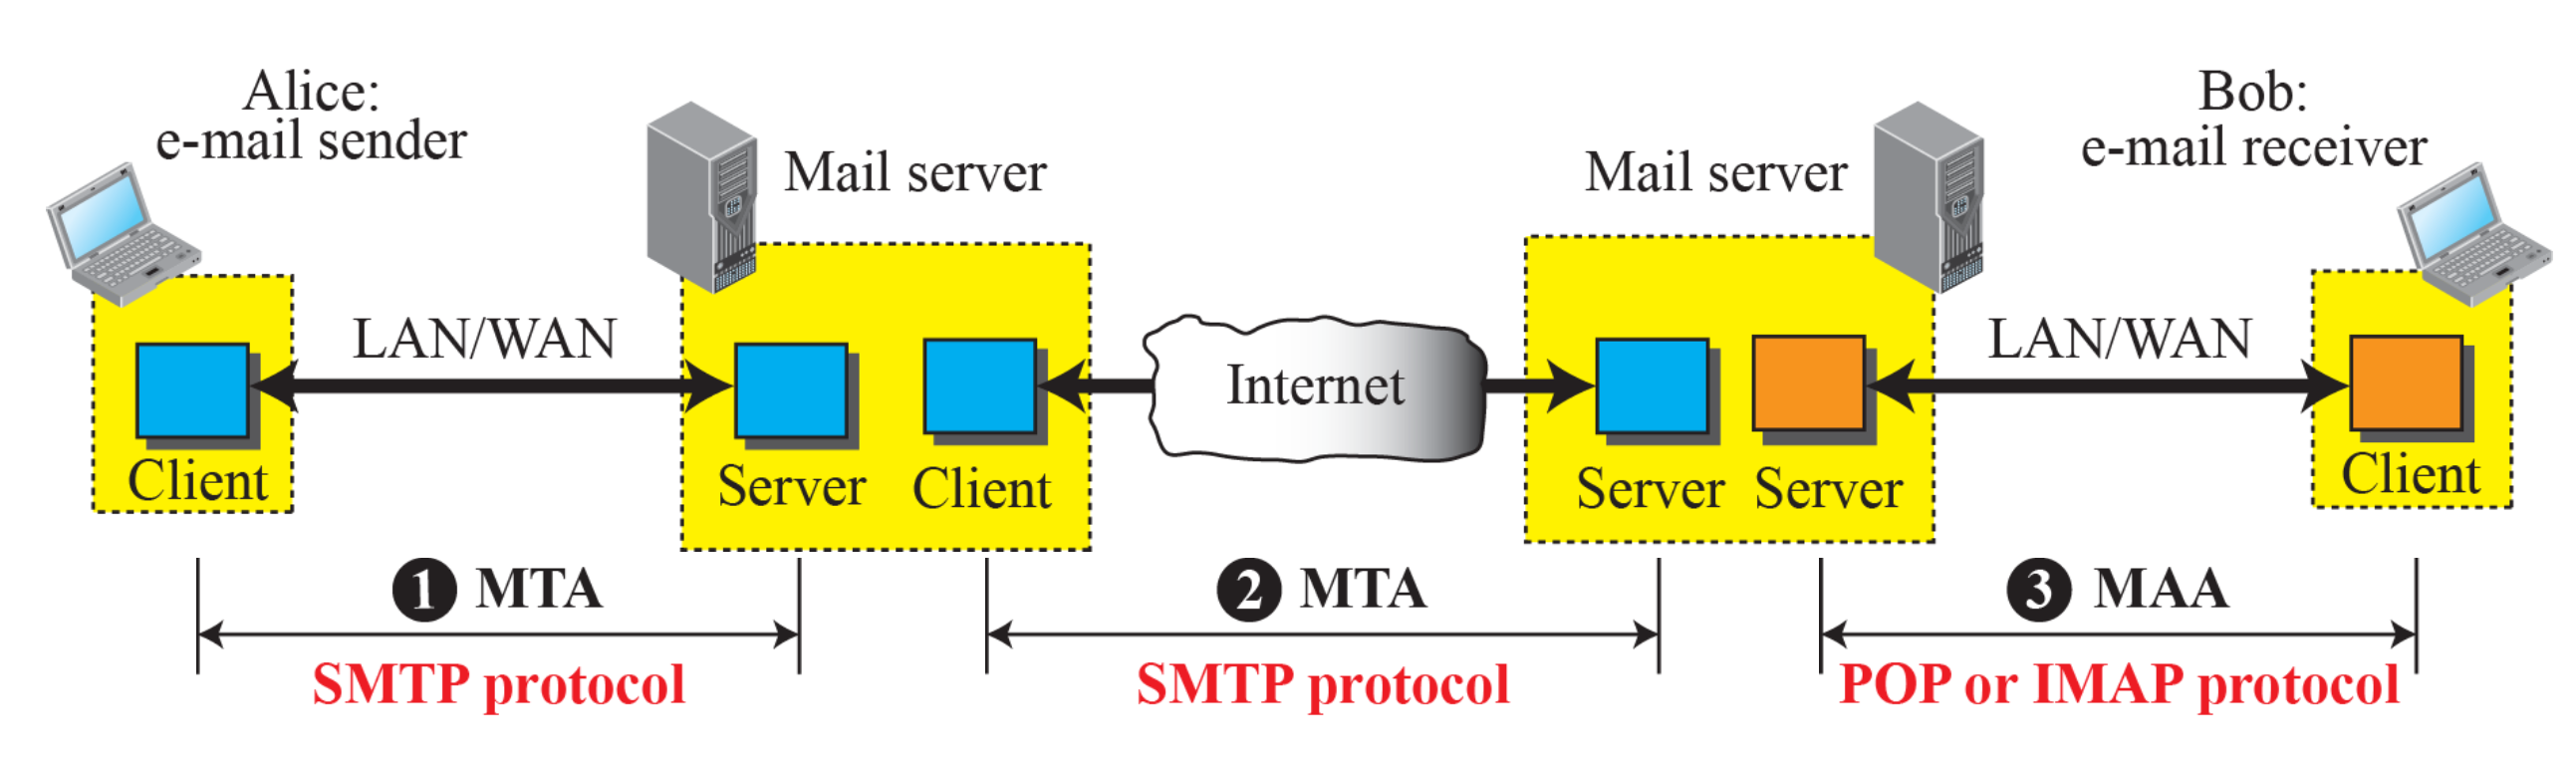 Alice:
e-mail sender
Mail server
Mail server
Bob:
e-mail receiver
LAN/WAN
Internet
LAN/WAN
Client
Server
Client
Server
Server
Client
1 MTA
2 MTA
3 MAA
SMTP protocol
SMTP protocol
POP or IMAP protocol